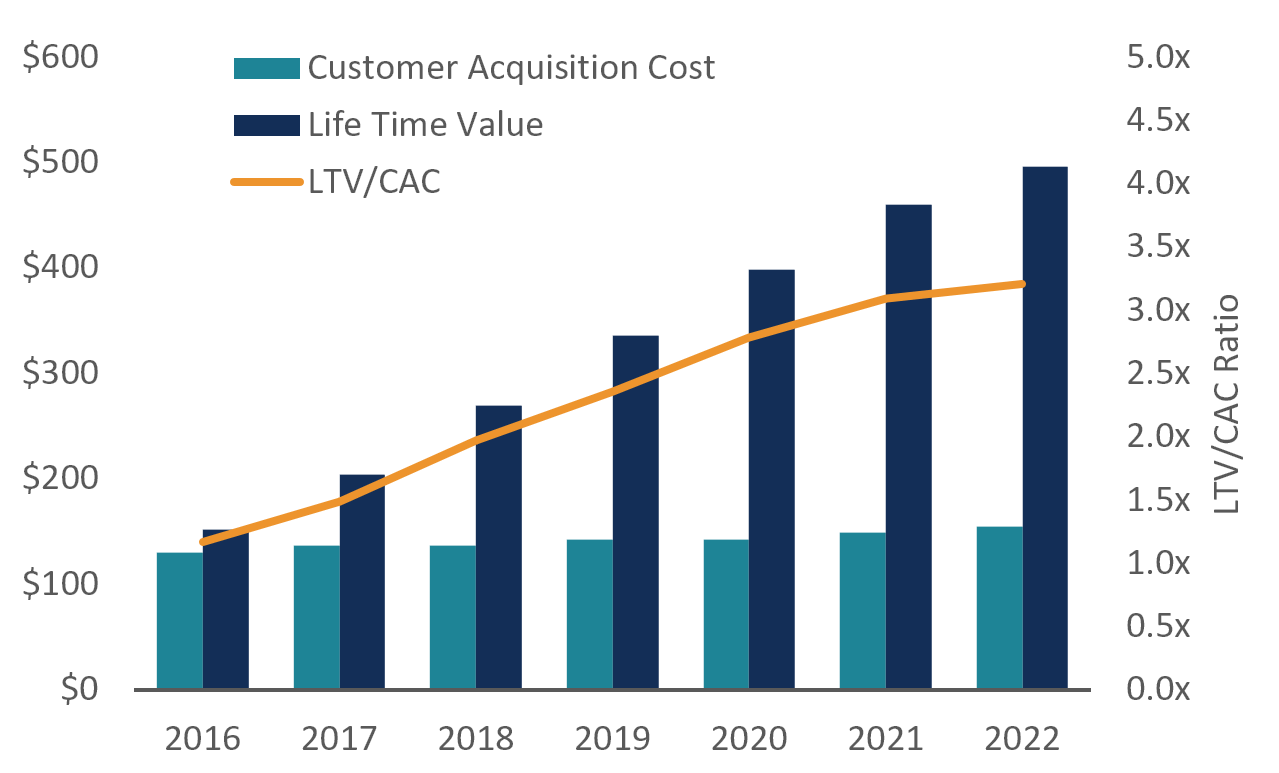 $600
$500
$400
$300
$200
$100
$0
Customer Acquisition Cost
Life Time Value
LTV/CAC
5.0x
4.5x
4.0x
3.5x
3.0x
2.5x
2.0x
1.5x
1.0x
0.5x
0.0x
LTV/CAC Ratio
2016 2017 2018 2019 2020 2021 2022